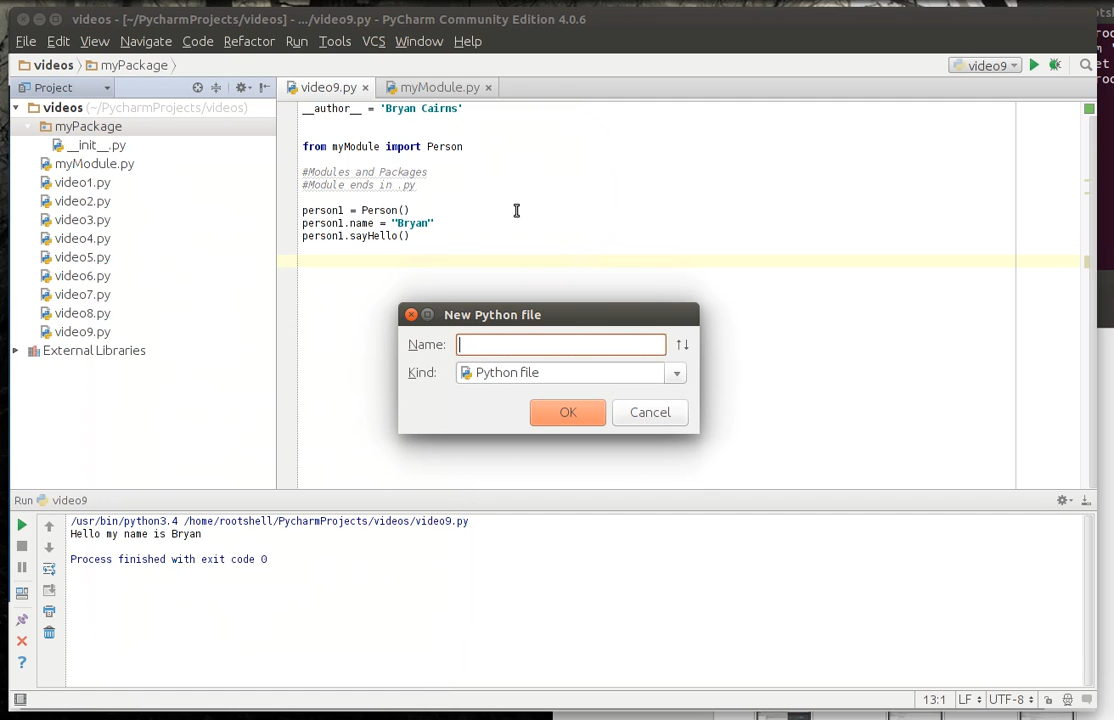 videos - [~/PycharmProjects/videos] - .../video9.py - PyCharm Community Edition 4.0.6
File Edit View Navigate Code Refactor Run Tools VCS Window Help
videos myPackage video9
Project video9.py myModule.py
videos (~/PycharmProjects/videos)
myPackage
__init__.py
myModule.py
video1.py
video2.py
video3.py
video4.py
video5.py
video6.py
video7.py
video8.py
video9.py
External Libraries
__author__ = 'Bryan Cairns'
from myModule import Person
#Modules and Packages
#Module ends in .py
person1 = Person()
person1.name = "Bryan"
person1.sayHello()
New Python file
Name:
Kind: Python file
OK Cancel
Run video9
/usr/bin/python3.4 /home/rootshell/PycharmProjects/videos/video9.py
Hello my name is Bryan
Process finished with exit code 0
13:1 LF UTF-8